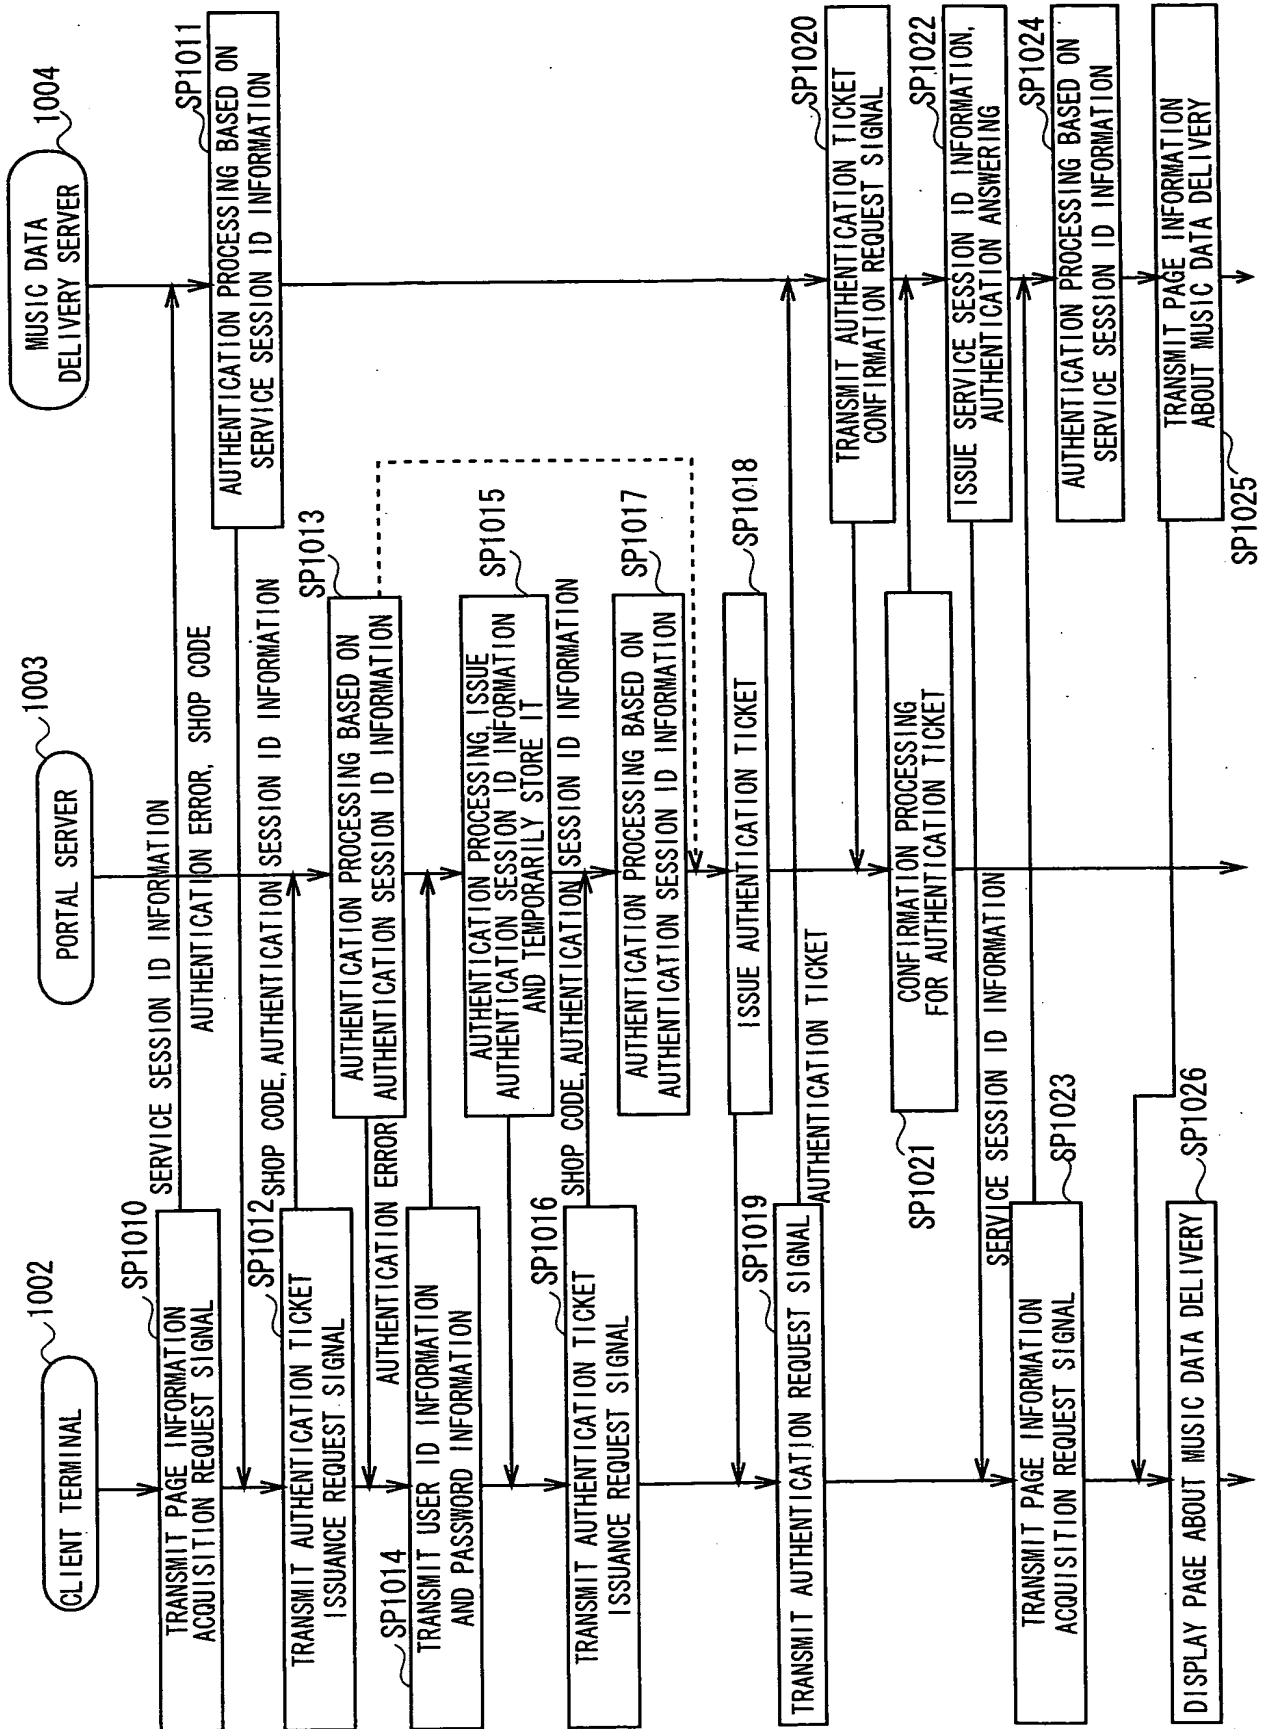 CLIENT TERMINAL
1002
PORTAL SERVER
1003
MUSIC DATA
DELIVERY SERVER
1004
SP1010
TRANSMIT PAGE INFORMATION
ACQUISITION REQUEST SIGNAL
SERVICE SESSION ID INFORMATION
SP1011
AUTHENTICATION PROCESSING BASED ON
SERVICE SESSION ID INFORMATION
AUTHENTICATION ERROR, SHOP CODE
SP1012
TRANSMIT AUTHENTICATION TICKET
ISSUANCE REQUEST SIGNAL
SHOP CODE, AUTHENTICATION SESSION ID INFORMATION
SP1013
AUTHENTICATION PROCESSING BASED ON
AUTHENTICATION SESSION ID INFORMATION
AUTHENTICATION ERROR
SP1014
TRANSMIT USER ID INFORMATION
AND PASSWORD INFORMATION
SP1015
AUTHENTICATION PROCESSING, ISSUE
AUTHENTICATION SESSION ID INFORMATION
AND TEMPORARILY STORE IT
SP1016
TRANSMIT AUTHENTICATION TICKET
ISSUANCE REQUEST SIGNAL
SHOP CODE, AUTHENTICATION SESSION ID INFORMATION
SP1017
AUTHENTICATION PROCESSING BASED ON
AUTHENTICATION SESSION ID INFORMATION
SP1018
ISSUE AUTHENTICATION TICKET
SP1019
TRANSMIT AUTHENTICATION REQUEST SIGNAL
AUTHENTICATION TICKET
SP1020
TRANSMIT AUTHENTICATION TICKET
CONFIRMATION REQUEST SIGNAL
SP1021
CONFIRMATION PROCESSING
FOR AUTHENTICATION TICKET
SP1022
ISSUE SERVICE SESSION ID INFORMATION,
AUTHENTICATION ANSWERING
SERVICE SESSION ID INFORMATION
SP1023
TRANSMIT PAGE INFORMATION
ACQUISITION REQUEST SIGNAL
SP1024
AUTHENTICATION PROCESSING BASED ON
SERVICE SESSION ID INFORMATION
TRANSMIT PAGE INFORMATION
ABOUT MUSIC DATA DELIVERY
SP1025
SP1026
DISPLAY PAGE ABOUT MUSIC DATA DELIVERY